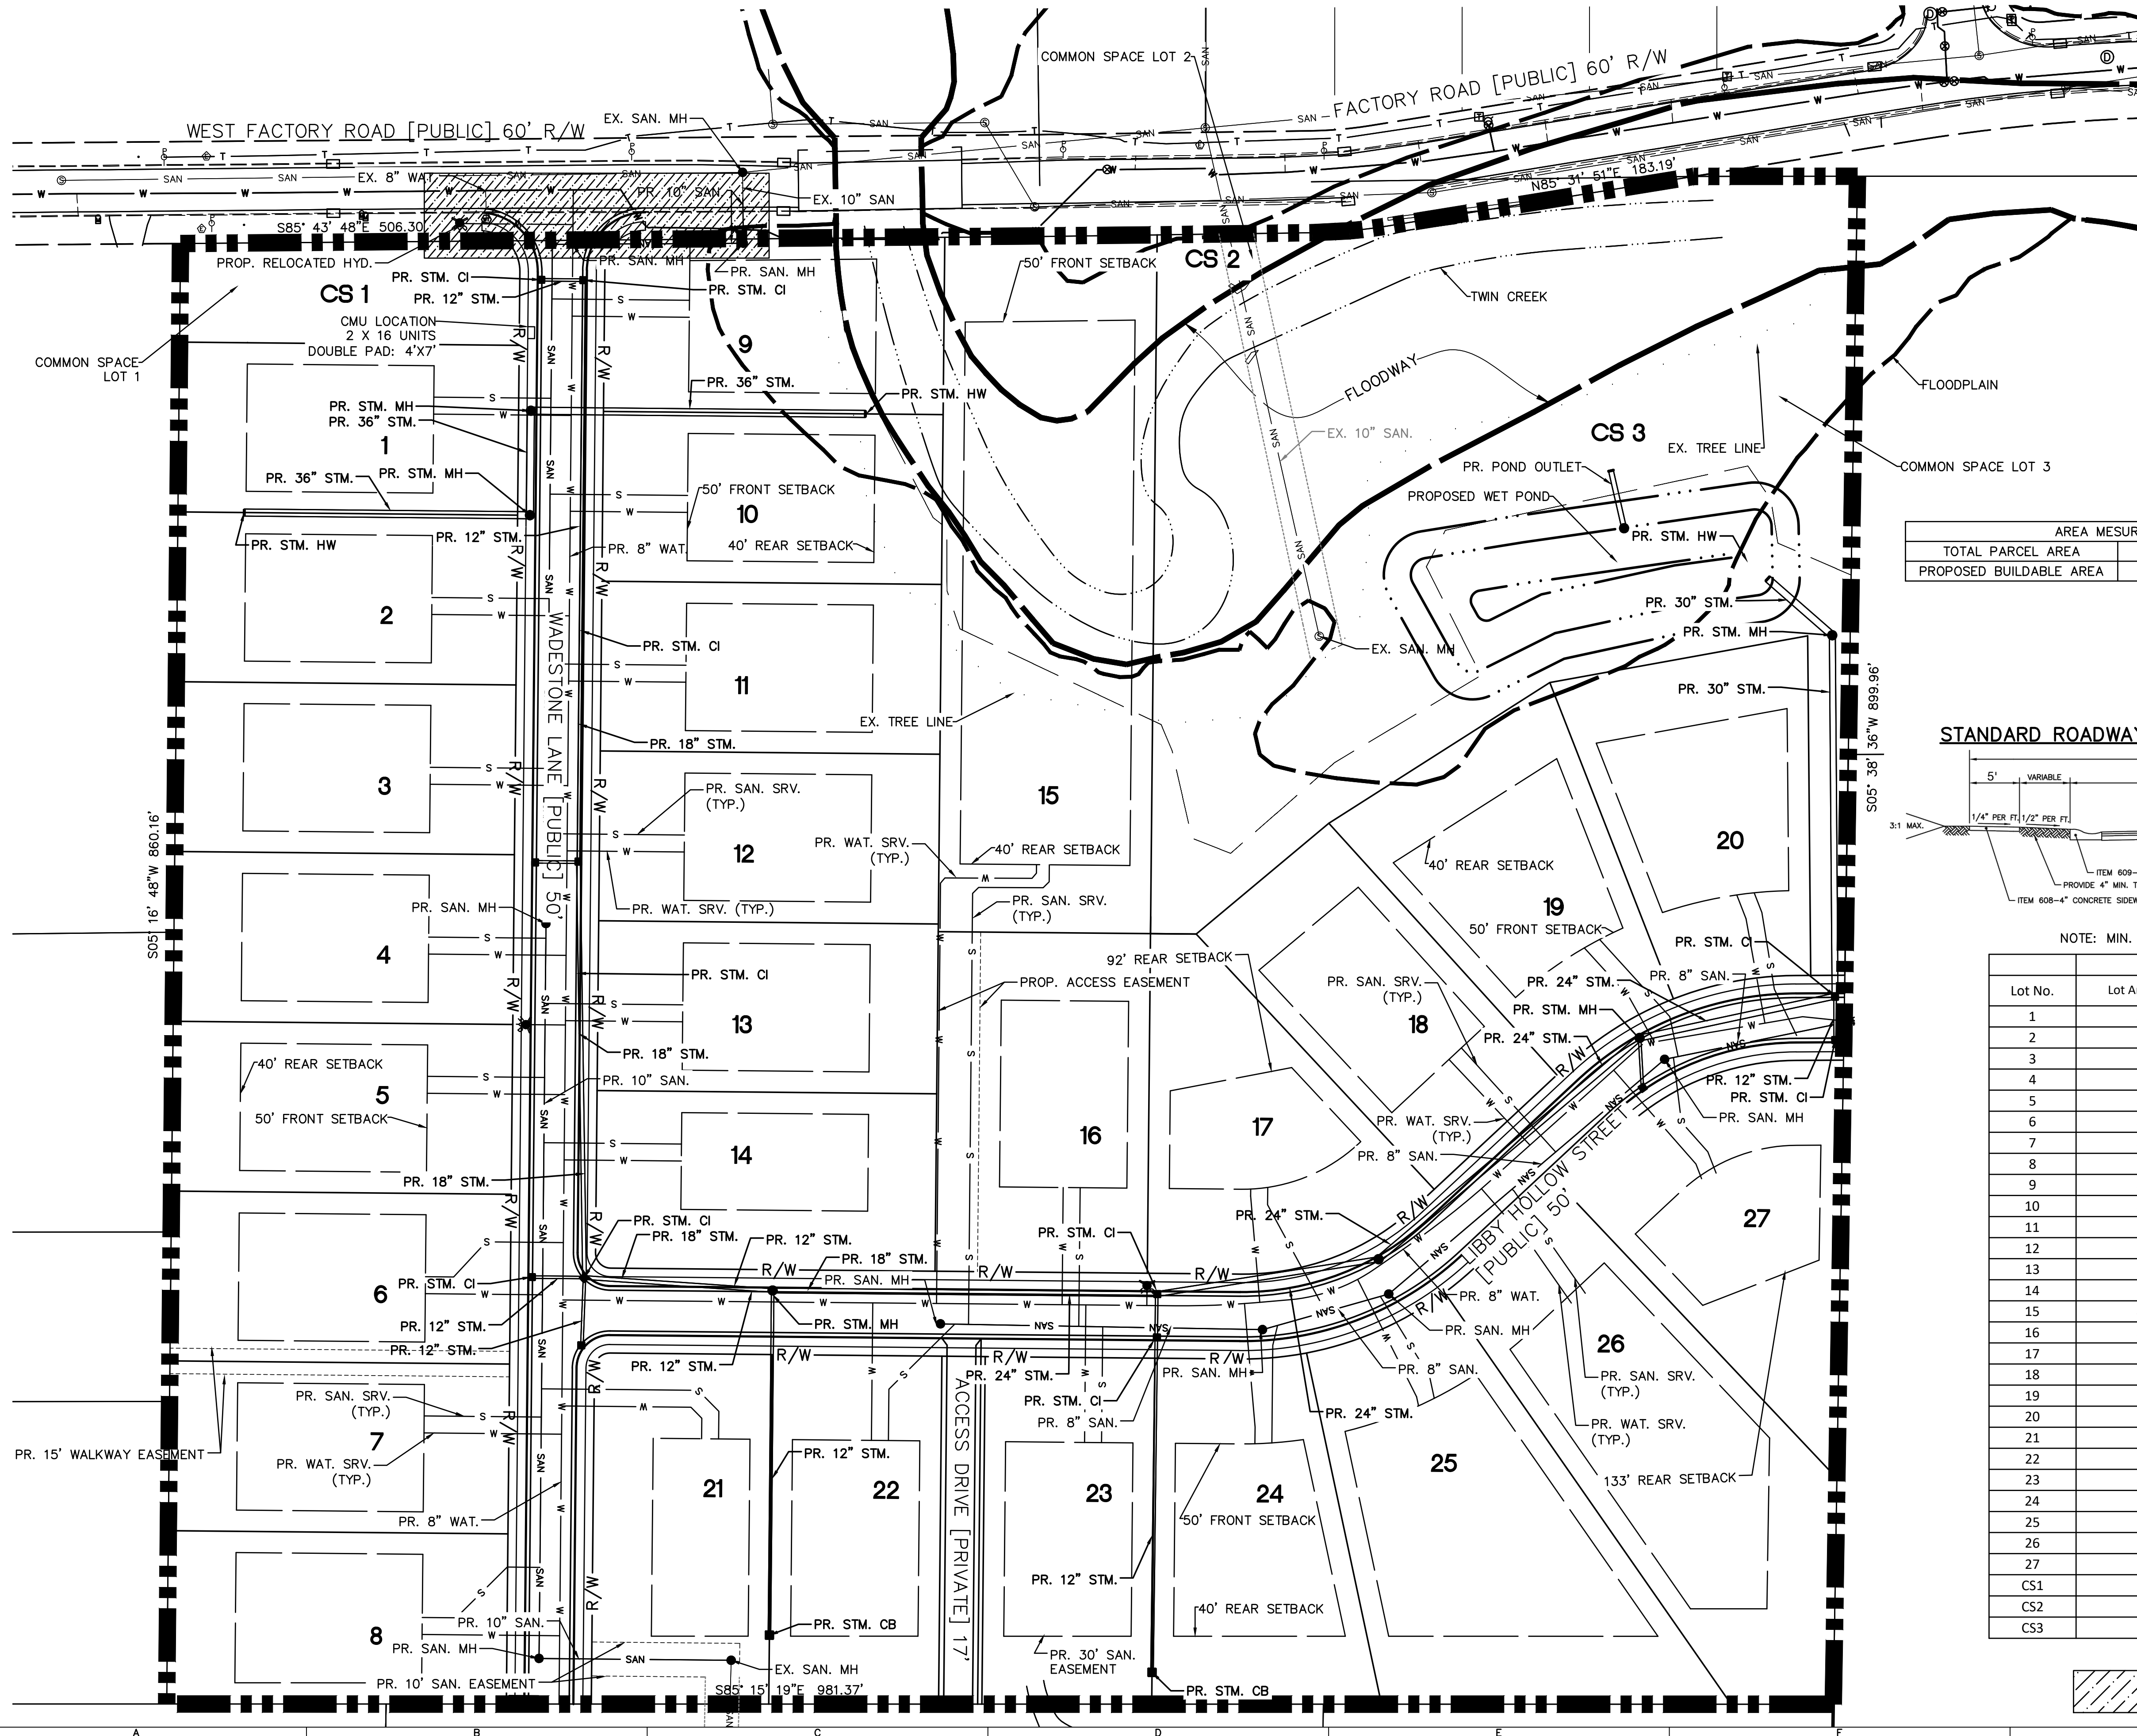 COMMON SPACE LOT 2
FACTORY ROAD [PUBLIC] 60' R/W
WEST FACTORY ROAD [PUBLIC] 60' R/W
EX. SAN. MH
EX. 8" WAT.
PR. 10" SAN.
EX. 10" SAN
N85° 31' 51"E 183.19'
S85° 43' 48"E 506.30'
PROP. RELOCATED HYD.
PR. SAN. MH
PR. SAN. MH
PR. STM. CI
PR. STM. CI
PR. 12" STM.
CS 1
CS 2
50' FRONT SETBACK
TWIN CREEK
CMU LOCATION
2 X 16 UNITS
DOUBLE PAD: 4'X7'
COMMON SPACE
LOT 1
9
PR. 36" STM.
PR. STM. HW
FLOODWAY
FLOODPLAIN
PR. STM. MH
PR. 36" STM.
1
EX. 10" SAN.
CS 3
EX. TREE LINE
COMMON SPACE LOT 3
PR. 36" STM.
PR. STM. MH
PR. POND OUTLET
PROPOSED WET POND
50' FRONT SETBACK
10
40' REAR SETBACK
PR. STM. HW
PR. 12" STM.
PR. 8" WAT.
PR. STM. HW
AREA MESUR
TOTAL PARCEL AREA
PROPOSED BUILDABLE AREA
2
PR. 30" STM.
PR. STM. MH
EX. SAN. MH
PR. STM. CI
WADESTONE LANE [PUBLIC] 50'
11
PR. 30" STM.
S05° 38' 36"W 899.96'
EX. TREE LINE
PR. 18" STM.
STANDARD ROADWAY
5'
VARIABLE
1/4" PER FT.
1/2" PER FT.
3:1 MAX.
ITEM 609-
PROVIDE 4" MIN. T
ITEM 608-4" CONCRETE SIDEW
3
PR. SAN. SRV.
(TYP.)
15
S05° 16' 48"W 860.16'
12
PR. WAT. SRV.
(TYP.)
40' REAR SETBACK
40' REAR SETBACK
20
PR. SAN. MH
PR. WAT. SRV. (TYP.)
PR. SAN. SRV.
(TYP.)
19
50' FRONT SETBACK
NOTE: MIN.
4
92' REAR SETBACK
PR. STM. CI
PR. STM. CI
PROP. ACCESS EASEMENT
PR. SAN. SRV.
(TYP.)
PR. 24" STM.
PR. 8" SAN.
PR. STM. MH
13
18
PR. 24" STM.
PR. 18" STM.
40' REAR SETBACK
5
50' FRONT SETBACK
PR. 10" SAN.
PR. 12" STM.
PR. STM. CI
PR. SAN. MH
PR. WAT. SRV.
(TYP.)
PR. 8" SAN.
16
17
14
PR. 18" STM.
LIBBY HOLLOW STREET
[PUBLIC] 50'
27
PR. STM. CI
PR. 18" STM.
PR. 12" STM.
PR. 18" STM.
PR. STM. CI
PR. 24" STM.
PR. STM. CI
6
PR. SAN. MH
PR. 8" WAT.
PR. 12" STM.
PR. STM. MH
PR. SAN. MH
PR. 12" STM.
PR. 12" STM.
PR. 24" STM.
PR. SAN. MH
PR. 8" SAN.
26
PR. SAN. SRV.
(TYP.)
PR. STM. CI
PR. 8" SAN.
PR. 24" STM.
PR. SAN. SRV.
(TYP.)
7
PR. WAT. SRV.
(TYP.)
PR. WAT. SRV.
(TYP.)
PR. 15' WALKWAY EASEMENT
PR. 12" STM.
ACCESS DRIVE [PRIVATE] 17'
25
133' REAR SETBACK
21
22
23
24
PR. 8" WAT.
50' FRONT SETBACK
PR. 12" STM.
PR. STM. CB
40' REAR SETBACK
8
PR. 10" SAN.
PR. SAN. MH
EX. SAN. MH
PR. 10' SAN. EASEMENT
PR. 30' SAN.
EASEMENT
S85° 15' 19"E 981.37'
PR. STM. CB
Lot No.
Lot A
1
2
3
4
5
6
7
8
9
10
11
12
13
14
15
16
17
18
19
20
21
22
23
24
25
26
27
CS1
CS2
CS3
A
B
C
D
E
F